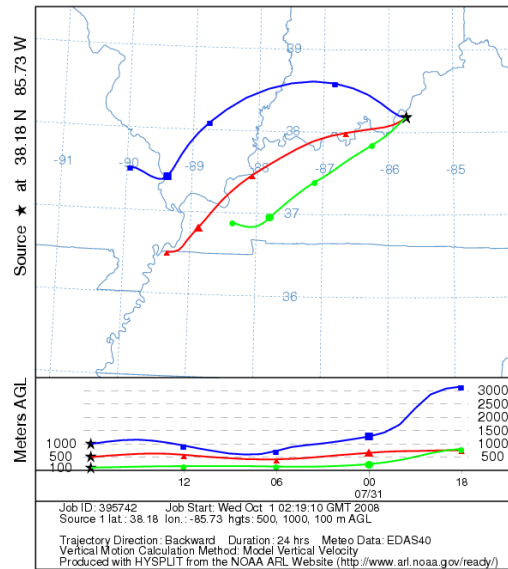 Source ★ at 38.18 N 85.73 W
39
38
-91
-90
-89
-88
-87
-86
-85
37
36
Meters AGL
3000
2500
2000
1500
1000 1000
500 500
100
12 06 00 18
07/31
Job ID: 395742 Job Start: Wed Oct 1 02:19:10 GMT 2008
Source 1 lat.: 38.18 lon.: -85.73 hgts: 500, 1000, 100 m AGL
Trajectory Direction: Backward Duration: 24 hrs Meteo Data: EDAS40
Vertical Motion Calculation Method: Model Vertical Velocity
Produced with HYSPLIT from the NOAA ARL Website (http://www.arl.noaa.gov/ready/)